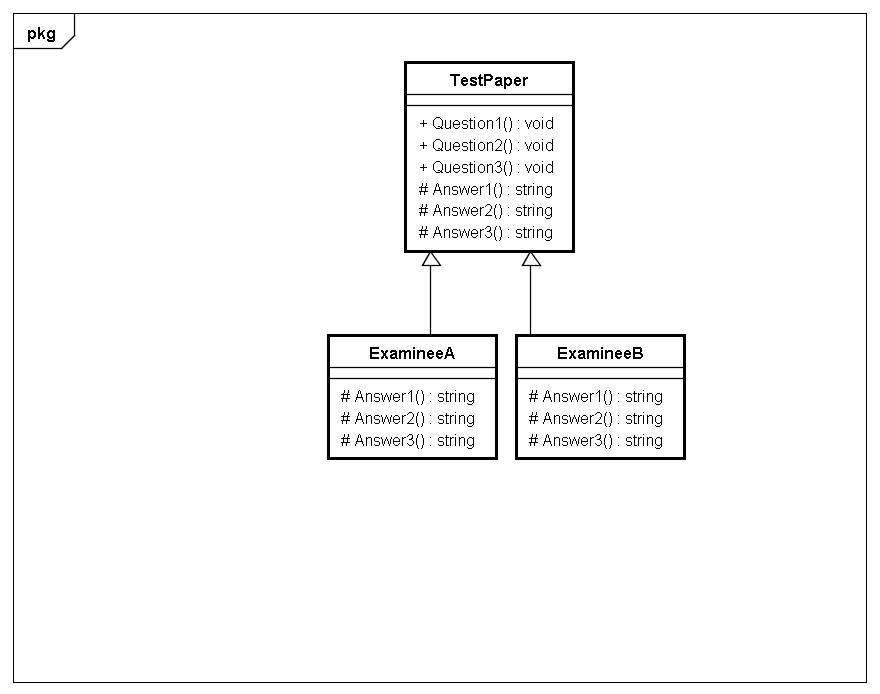 pkg
TestPaper
+ Question1() : void
+ Question2() : void
+ Question3() : void
# Answer1() : string
# Answer2() : string
# Answer3() : string
ExamineeA
# Answer1() : string
# Answer2() : string
# Answer3() : string
ExamineeB
# Answer1() : string
# Answer2() : string
# Answer3() : string